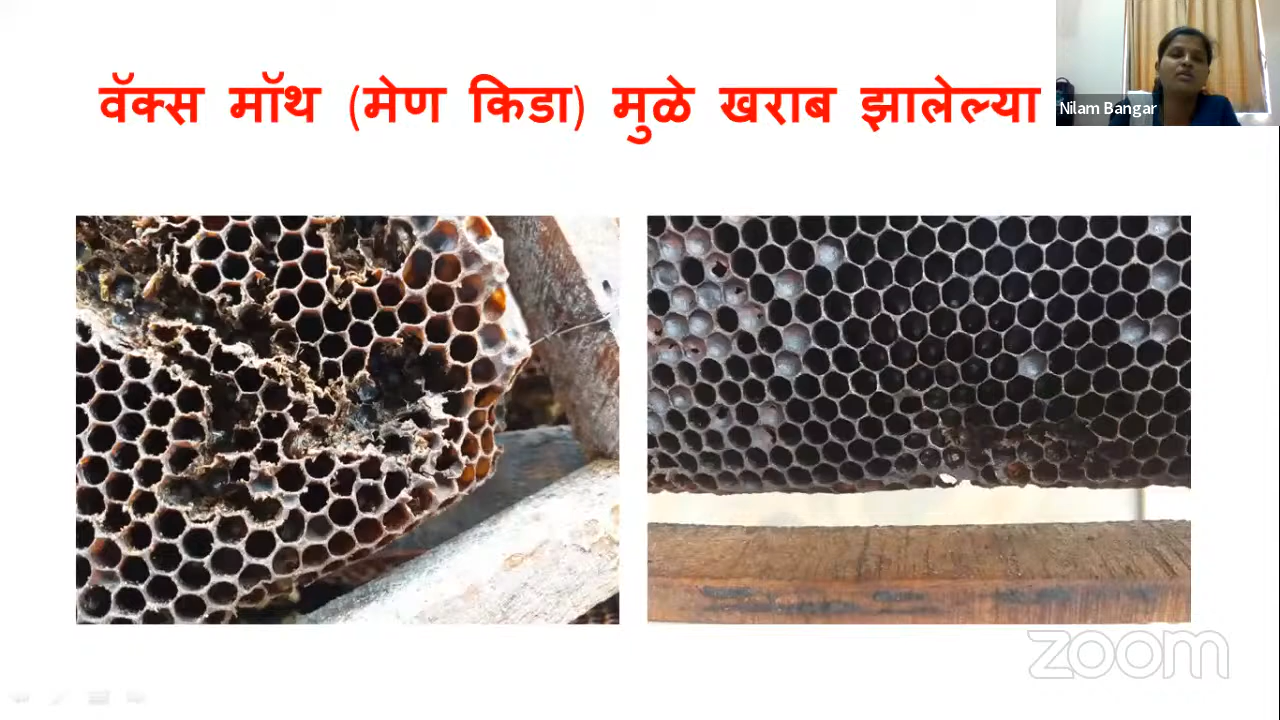 वॅक्स मॉथ (मेण किडा) मुळे खराब झालेल्या
Nilam Bangar
zoom